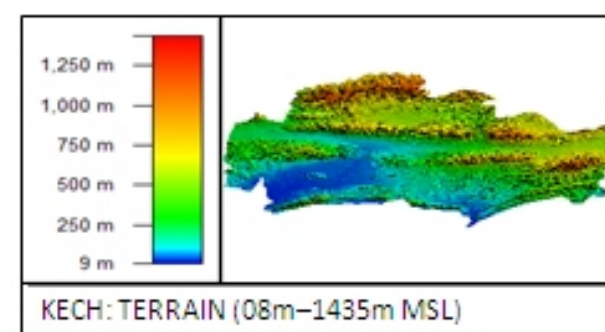 1,250 m
1,000 m
750 m
500 m
250 m
9 m
KECH: TERRAIN (08m–1435m MSL)